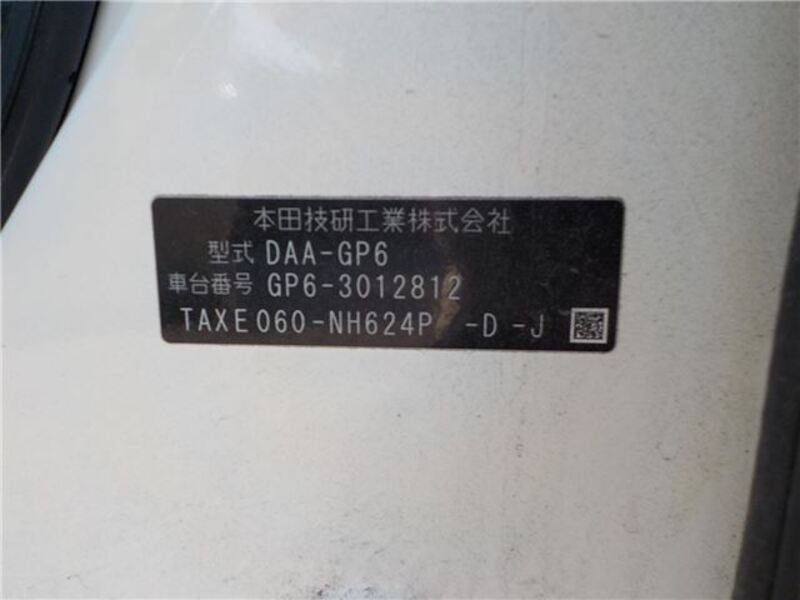 本田技研工業株式会社
型式 DAA-GP6
車台番号 GP6-3012812
TAXE060-NH624P -D -J